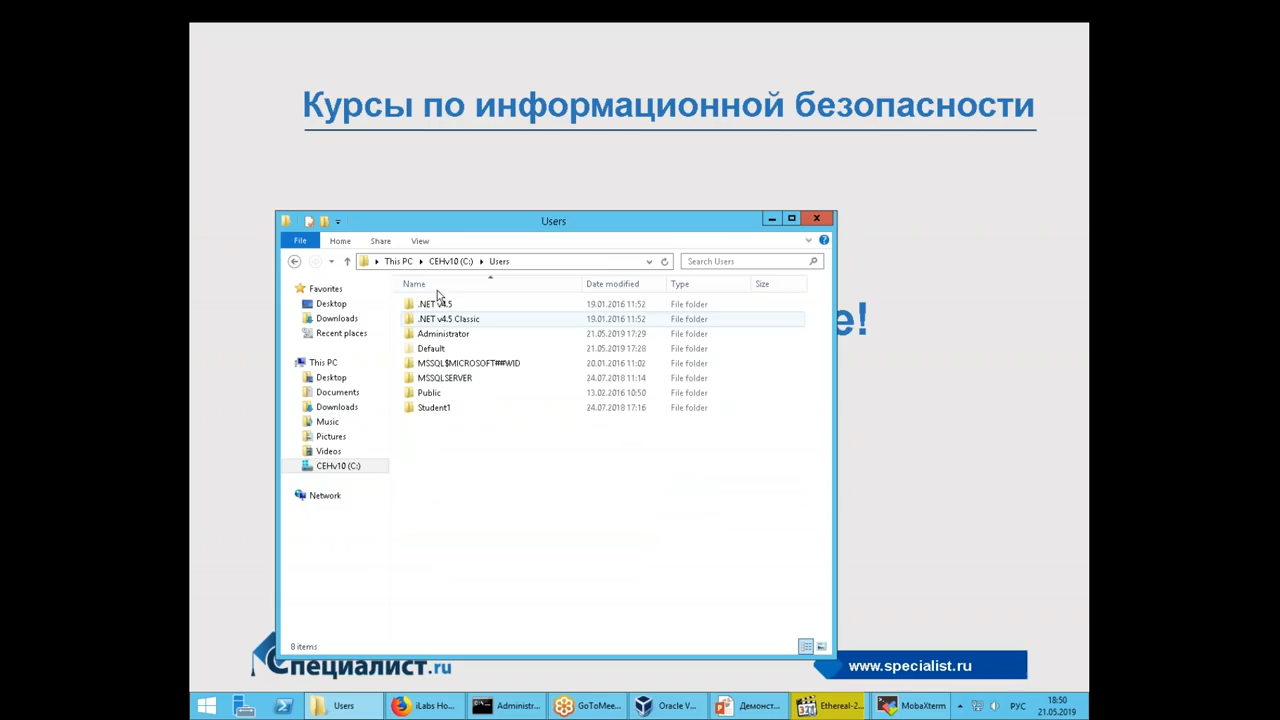 Курсы по информационной безопасности
Users
File Home Share View
This PC CEHv10 (C:) Users
Search Users
Name Date modified Type Size
Favorites
Desktop
Downloads
Recent places
This PC
Desktop
Documents
Downloads
Music
Pictures
Videos
CEHv10 (C:)
Network
.NET v4.5 19.01.2016 11:52 File folder
.NET v4.5 Classic 19.01.2016 11:52 File folder
Administrator 21.05.2019 17:29 File folder
Default 21.05.2019 17:28 File folder
MSSQL$MICROSOFT##WID 20.01.2016 11:02 File folder
MSSQLSERVER 24.07.2018 11:14 File folder
Public 13.02.2016 10:50 File folder
Student1 24.07.2018 17:16 File folder
е!
8 items
Специалист.ru
www.specialist.ru
Users
iLabs Ho...
Administr...
GoToMee...
Oracle V...
Демонст...
Ethereal-2...
MobaXterm
РУС
18:50
21.05.2019